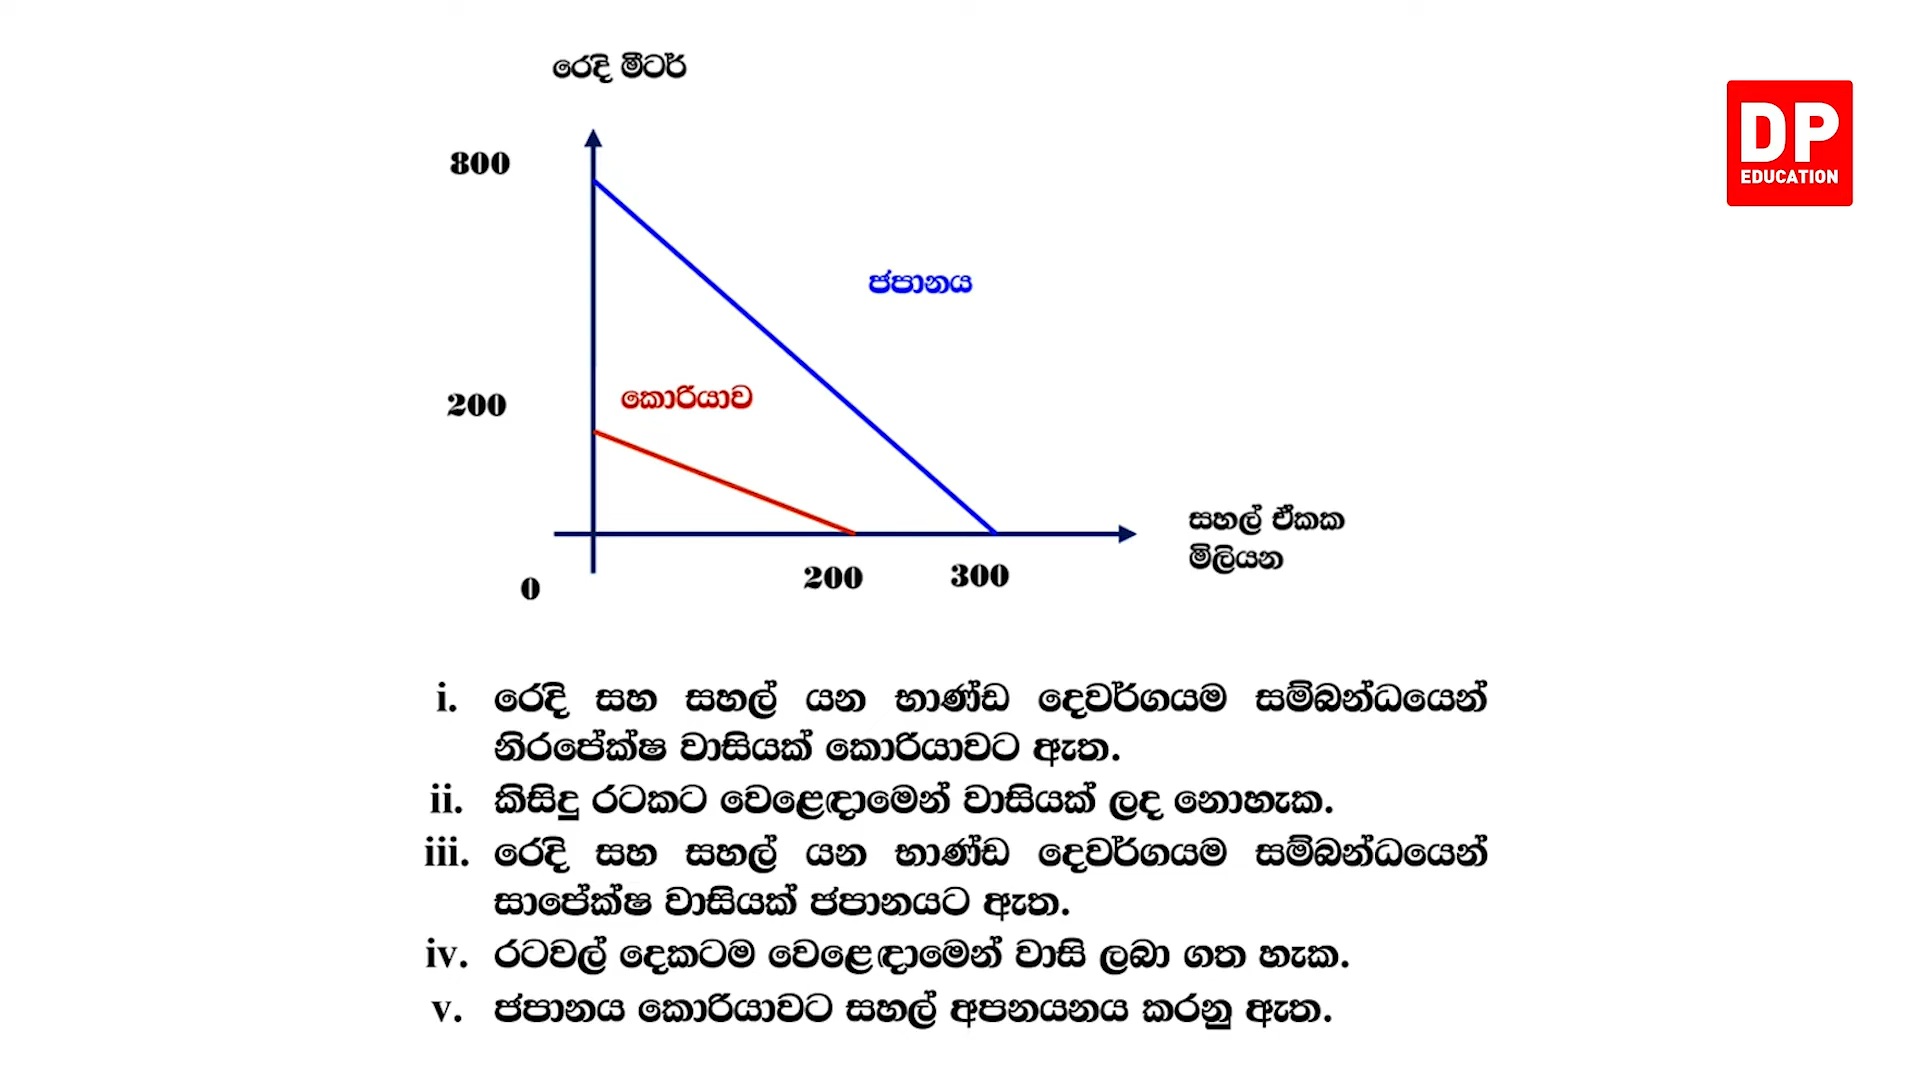 රෙදි මීටර්
DP
EDUCATION
800
ජපානය
200
කොරියාව
සහල් ඒකක
මිලියන
0
200
300
i. රෙදි සහ සහල් යන භාණ්ඩ දෙවර්ගයම සම්බන්ධයෙන්
නිරපේක්ෂ වාසියක් කොරියාවට ඇත.
ii. කිසිදු රටකට වෙළෙඳාමෙන් වාසියක් ලද නොහැක.
iii. රෙදි සහ සහල් යන භාණ්ඩ දෙවර්ගයම සම්බන්ධයෙන්
සාපේක්ෂ වාසියක් ජපානයට ඇත.
iv. රටවල් දෙකටම වෙළෙඳාමෙන් වාසි ලබා ගත හැක.
v. ජපානය කොරියාවට සහල් අපනයනය කරනු ඇත.